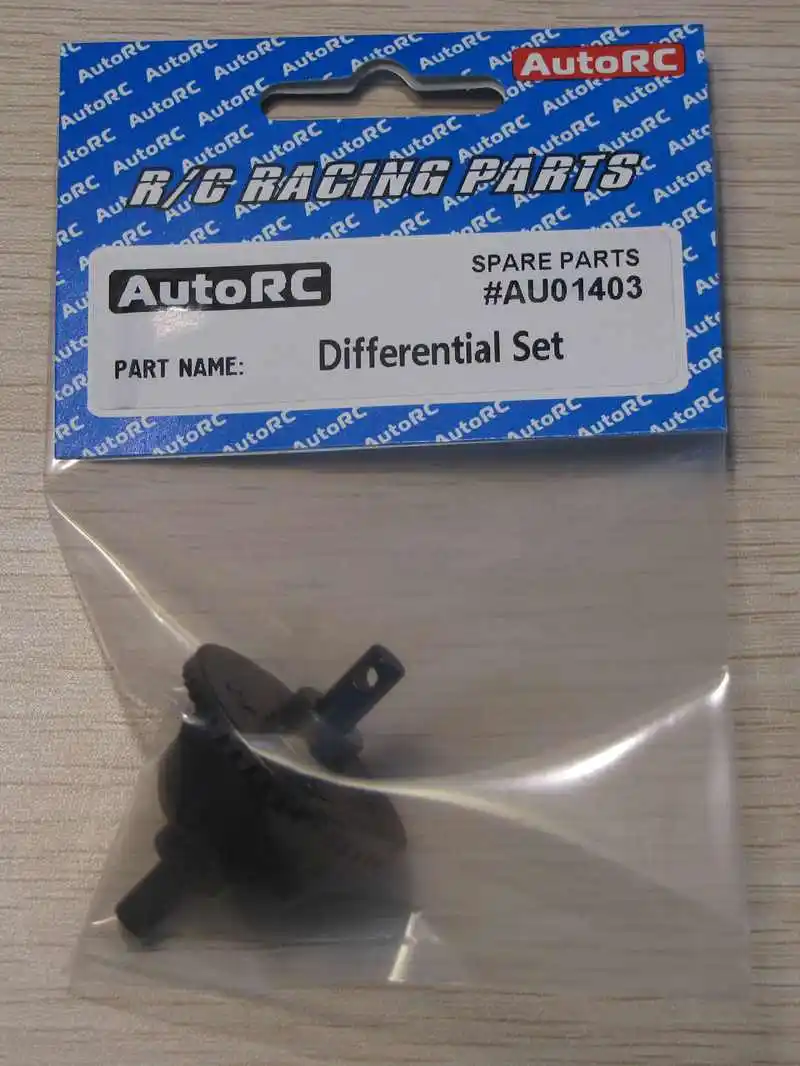 AutoRC
R/C RACING PARTS
AutoRC
SPARE PARTS
#AU01403
PART NAME:
Differential Set